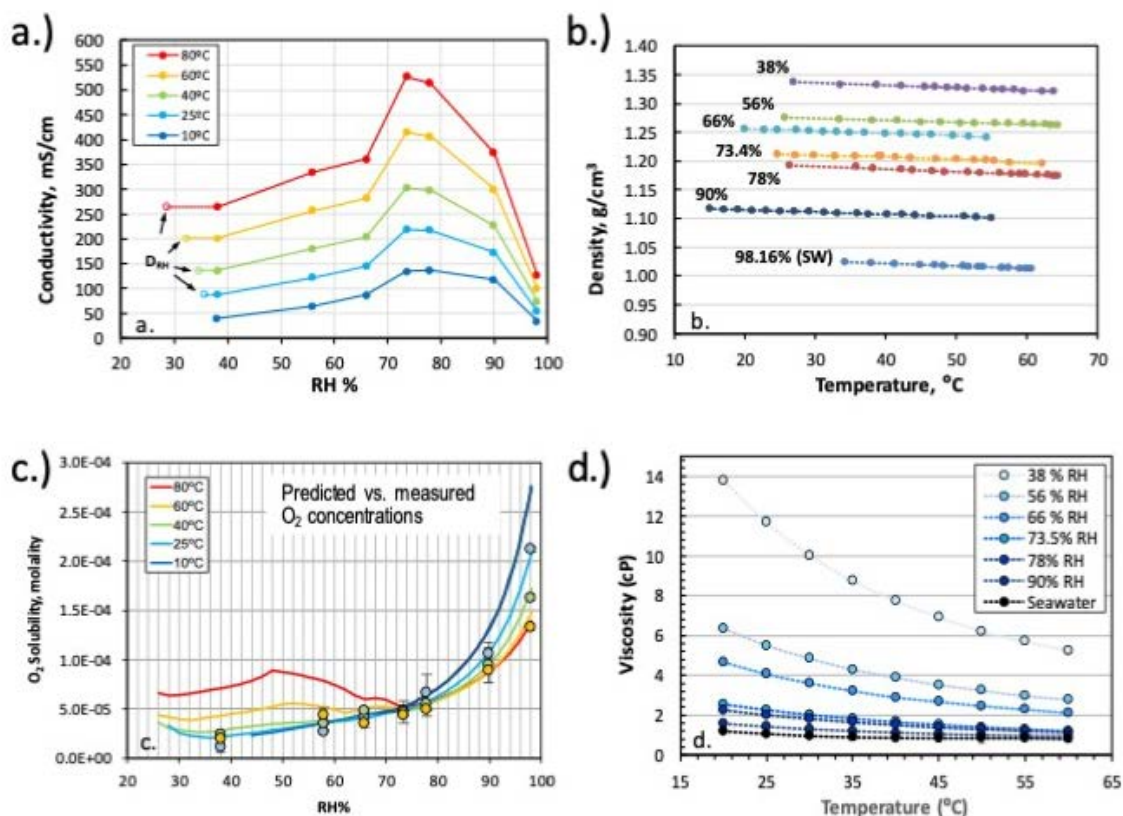 a.)
600
550
500
450
400
350
300
250
200
150
100
50
0
Conductivity, mS/cm
80ºC
60ºC
40ºC
25ºC
10ºC
D_RH
a.
20 30 40 50 60 70 80 90 100
RH %
b.)
1.40
1.35
1.30
1.25
1.20
1.15
1.10
1.05
1.00
0.95
0.90
Density, g/cm³
38%
56%
66%
73.4%
78%
90%
98.16% (SW)
b.
10 20 30 40 50 60 70
Temperature, ºC
c.)
3.0E-04
2.5E-04
2.0E-04
1.5E-04
1.0E-04
5.0E-05
0.0E+00
O₂ Solubility, molality
80ºC
60ºC
40ºC
25ºC
10ºC
Predicted vs. measured
O₂ concentrations
c.
20 30 40 50 60 70 80 90 100
RH%
d.)
14
12
10
8
6
4
2
0
Viscosity (cP)
38 % RH
56 % RH
66 % RH
73.5% RH
78% RH
90% RH
Seawater
d.
15 25 35 45 55 65
Temperature (ºC)